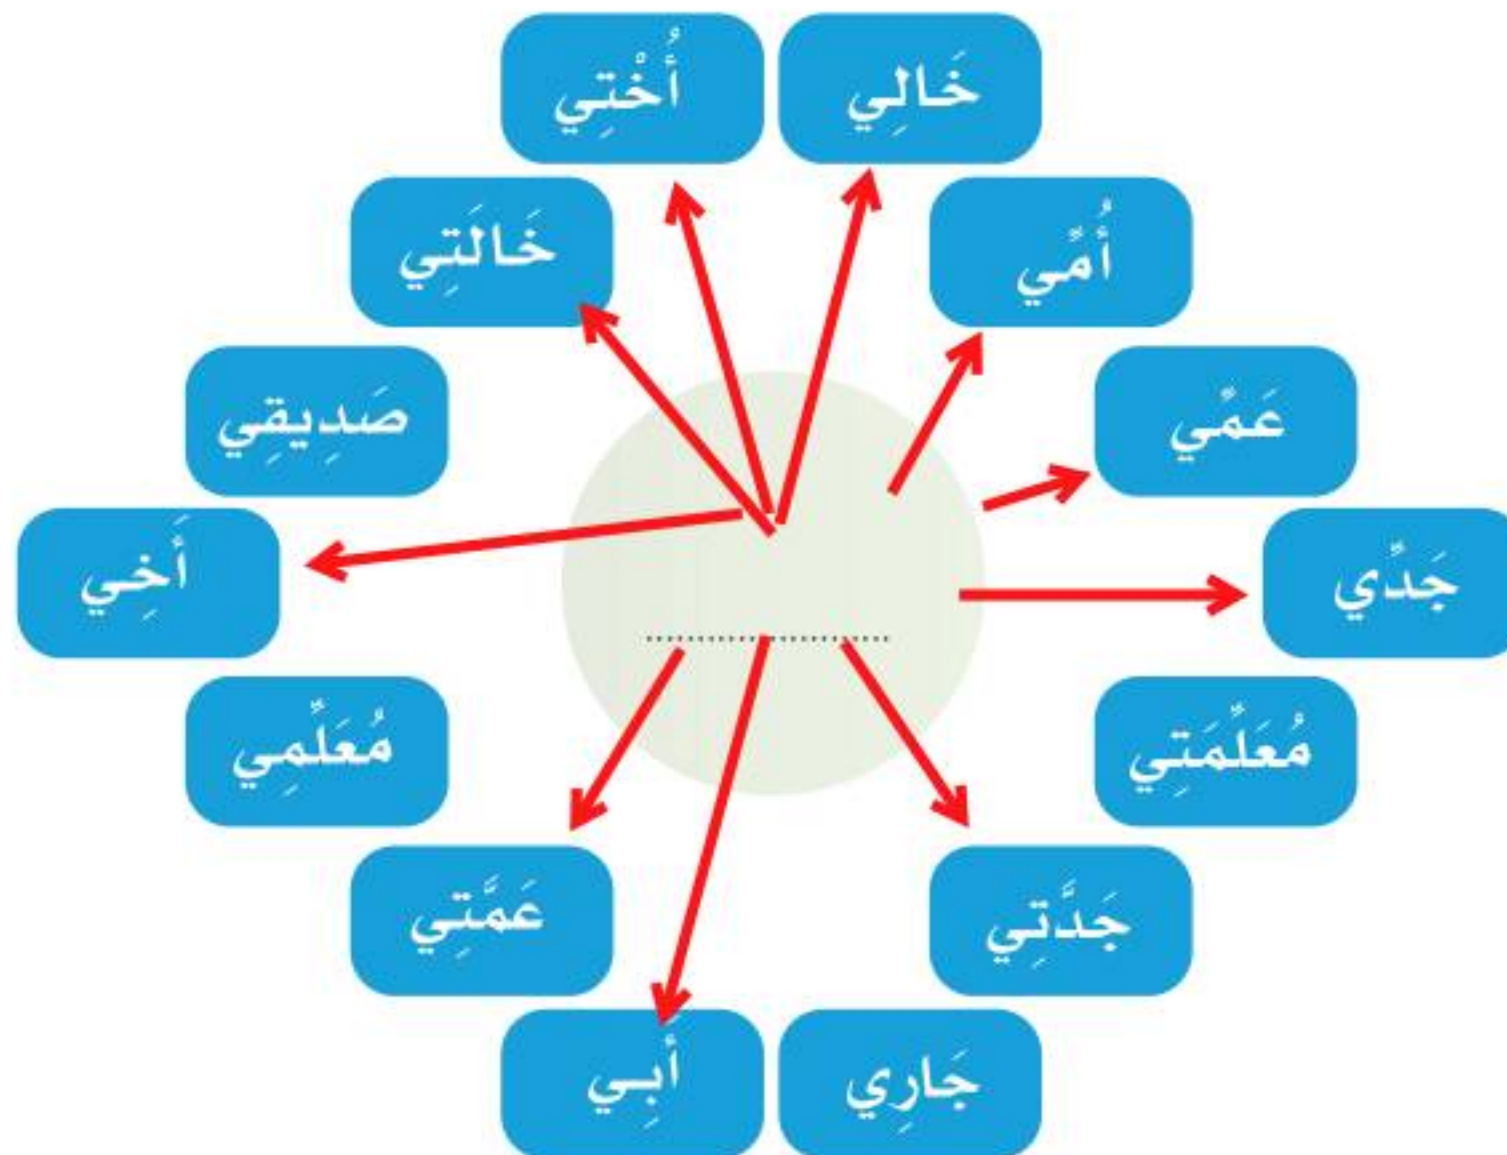 خَالِي
أُخْتِي
أُمِّي
خَالَتِي
عَمِّي
صَدِيقِي
جَدِّي
أَخِي
مُعَلِّمَتِي
مُعَلِّمِي
جَدَّتِي
عَمَّتِي
جَارِي
أَبِي